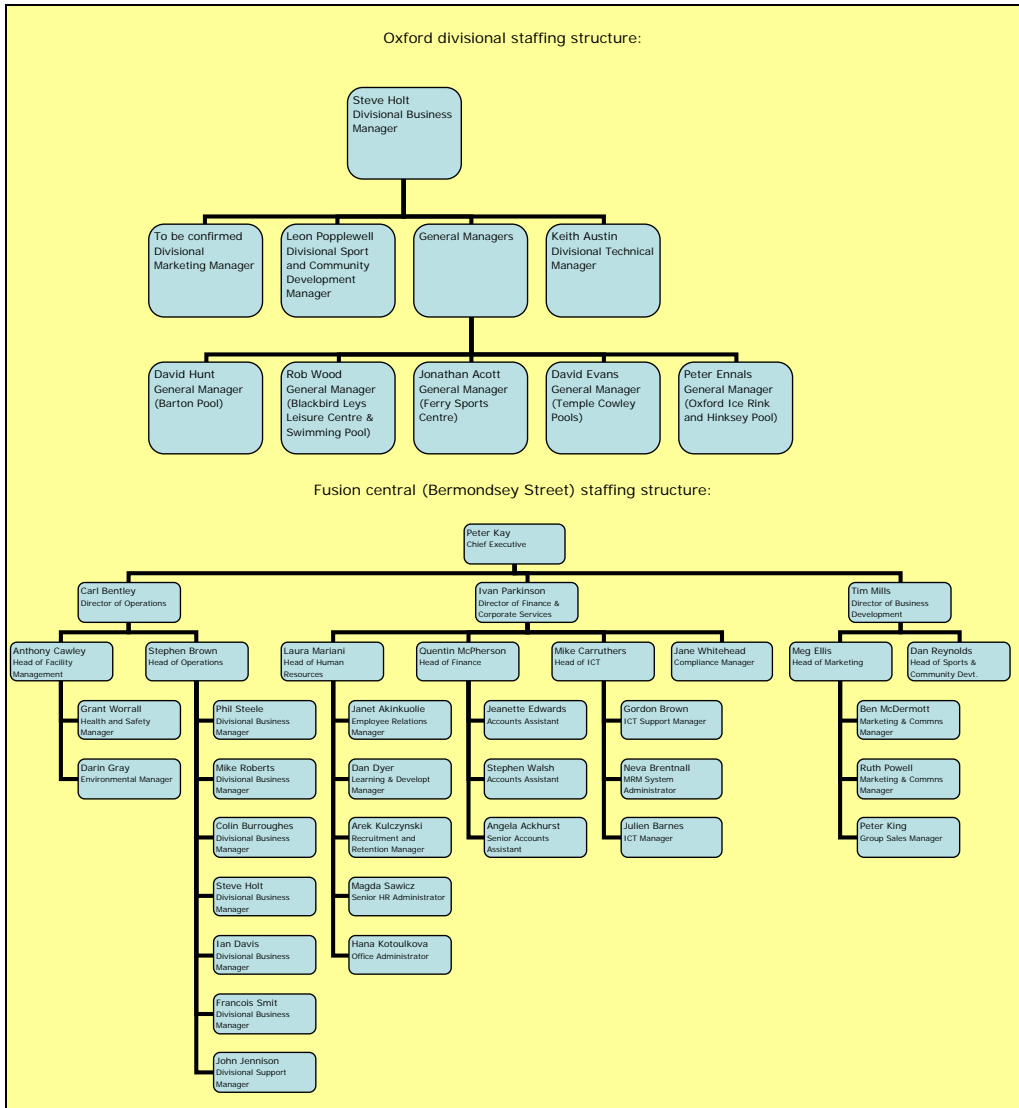 Oxford divisional staffing structure:
Steve Holt
Divisional Business
Manager
To be confirmed
Divisional
Marketing Manager
Leon Popplewell
Divisional Sport
and Community
Development
Manager
General Managers
Keith Austin
Divisional Technical
Manager
David Hunt
General Manager
(Barton Pool)
Rob Wood
General Manager
(Blackbird Leys
Leisure Centre &
Swimming Pool)
Jonathan Acott
General Manager
(Ferry Sports
Centre)
David Evans
General Manager
(Temple Cowley
Pools)
Peter Ennals
General Manager
(Oxford Ice Rink
and Hinksey Pool)
Fusion central (Bermondsey Street) staffing structure:
Peter Kay
Chief Executive
Carl Bentley
Director of Operations
Ivan Parkinson
Director of Finance &
Corporate Services
Tim Mills
Director of Business
Development
Anthony Cawley
Head of Facility
Management
Stephen Brown
Head of Operations
Laura Mariani
Head of Human
Resources
Quentin McPherson
Head of Finance
Mike Carruthers
Head of ICT
Jane Whitehead
Compliance Manager
Meg Ellis
Head of Marketing
Dan Reynolds
Head of Sports &
Community Devt.
Grant Worrall
Health and Safety
Manager
Darin Gray
Environmental Manager
Phil Steele
Divisional Business
Manager
Mike Roberts
Divisional Business
Manager
Colin Burroughes
Divisional Business
Manager
Steve Holt
Divisional Business
Manager
Ian Davis
Divisional Business
Manager
Francois Smit
Divisional Business
Manager
John Jennison
Divisional Support
Manager
Janet Akinkuolie
Employee Relations
Manager
Dan Dyer
Learning & Developt
Manager
Arek Kulczynski
Recruitment and
Retention Manager
Magda Sawicz
Senior HR Administrator
Hana Kotoulkova
Office Administrator
Jeanette Edwards
Accounts Assistant
Stephen Walsh
Accounts Assistant
Angela Ackhurst
Senior Accounts
Assistant
Gordon Brown
ICT Support Manager
Neva Brentnall
MRM System
Administrator
Julien Barnes
ICT Manager
Ben McDermott
Marketing & Commns
Manager
Ruth Powell
Marketing & Commns
Manager
Peter King
Group Sales Manager